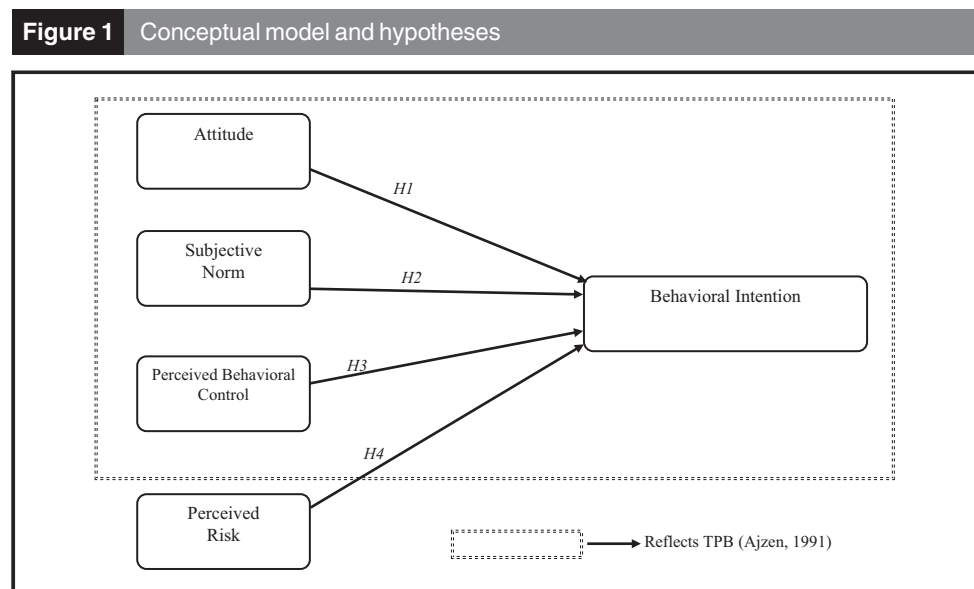 Figure 1 Conceptual model and hypotheses
Attitude
H1
Subjective
Norm
H2
Behavioral Intention
Perceived Behavioral
Control
H3
H4
Perceived
Risk
Reflects TPB (Ajzen, 1991)